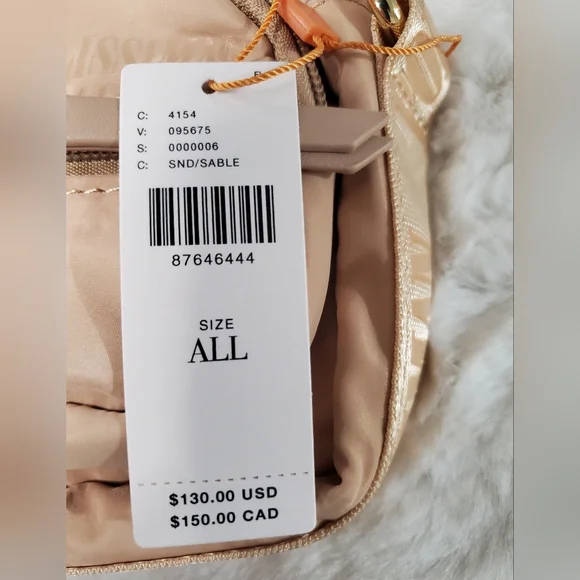 C: 4154
V: 095675
S: 0000006
C: SND/SABLE
87646444
SIZE
ALL
$130.00 USD
$150.00 CAD